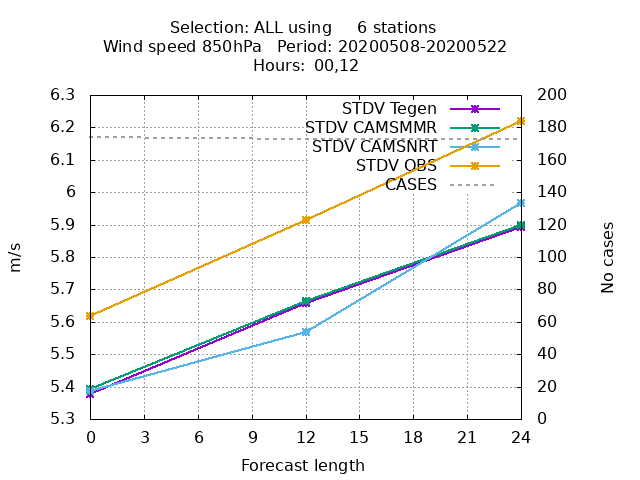 Selection: ALL using     6 stations
Wind speed 850hPa   Period: 20200508-20200522
Hours:  00,12
6.3
6.2
6.1
6
5.9
5.8
5.7
5.6
5.5
5.4
5.3
m/s
STDV Tegen
STDV CAMSMMR
STDV CAMSNRT
STDV OBS
CASES
200
180
160
140
120
100
80
60
40
20
0
No cases
0 3 6 9 12 15 18 21 24
Forecast length